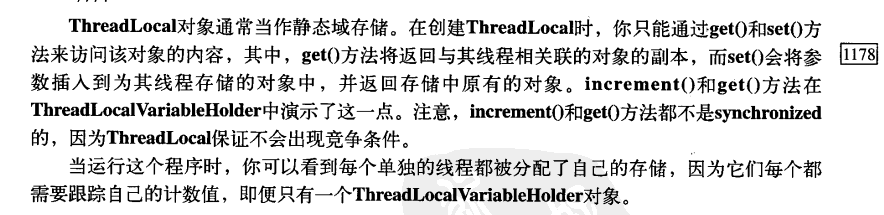 ThreadLocal对象通常当作静态域存储。在创建ThreadLocal时，你只能通过get()和set()方
法来访问该对象的内容，其中，get()方法将返回与其线程相关联的对象的副本，而set()会将参
数插入到为其线程存储的对象中，并返回存储中原有的对象。increment()和get()方法在
ThreadLocalVariableHolder中演示了这一点。注意，increment()和get()方法都不是synchronized
的，因为ThreadLocal保证不会出现竞争条件。
当运行这个程序时，你可以看到每个单独的线程都被分配了自己的存储，因为它们每个都
需要跟踪自己的计数值，即便只有一个ThreadLocalVariableHolder对象。
1178